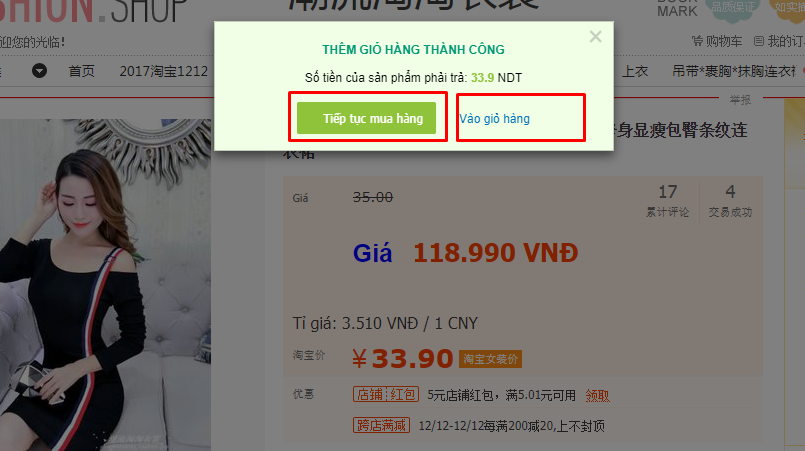 SHION.SHOP
潮流海淘衣装
BOOK
MARK
品质保证
迎您的光临!
购物车
我的订
首页 2017淘宝1212
上衣 吊带*裹胸*抹胸连衣裙
THÊM GIỎ HÀNG THÀNH CÔNG
Số tiền của sản phẩm phải trả: 33.9 NDT
Tiếp tục mua hàng
Vào giỏ hàng
举报
身显瘦包臀条纹连
衣裙
Giá 35.00
17 累计评论
4 交易成功
Giá 118.990 VNĐ
Tỉ giá: 3.510 VNĐ / 1 CNY
淘宝价 ¥33.90 淘宝女装价
优惠 店铺红包 5元店铺红包，满5.01元可用 领取
跨店满减 12/12-12/12每满200减20,上不封顶